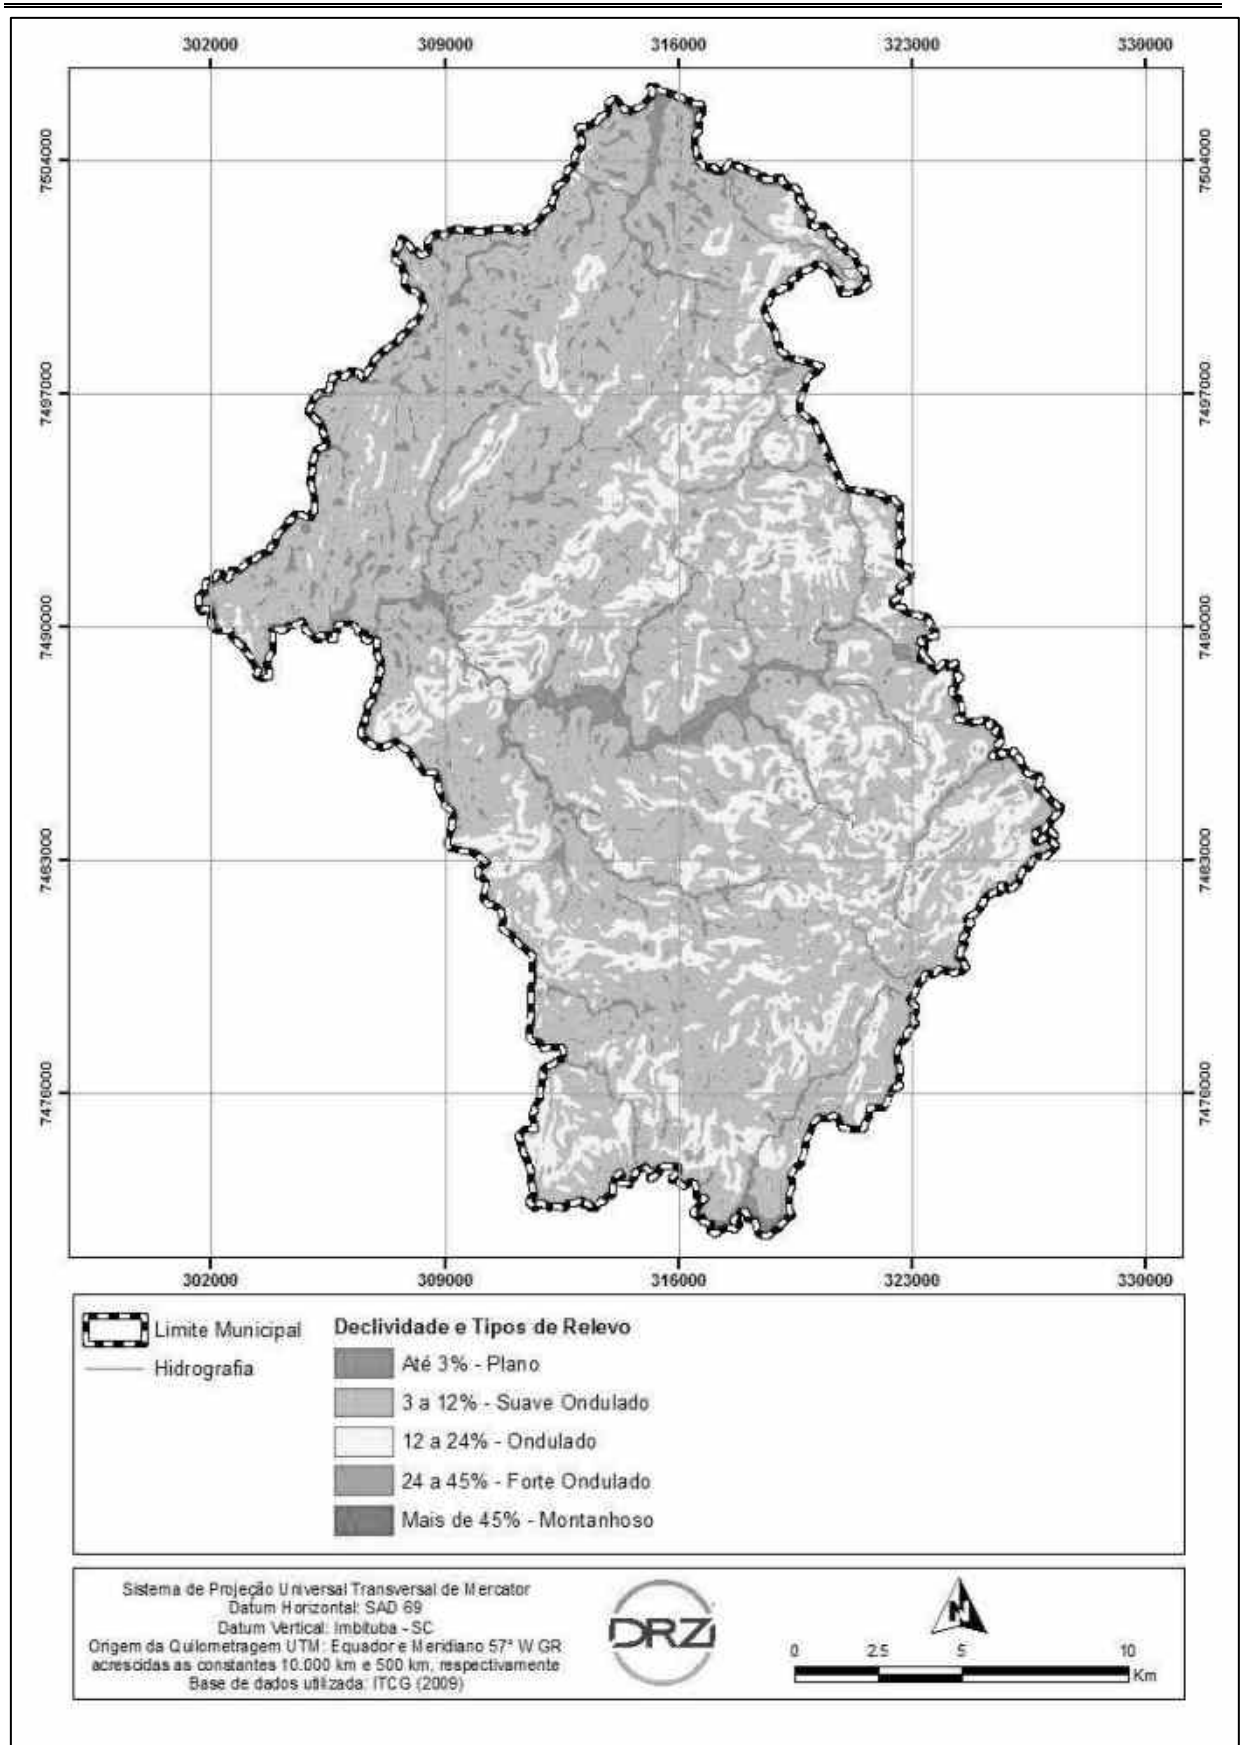 302000 309000 316000 323000 330000
7504000 7504000
7497000 7497000
7490000 7490000
7483000 7483000
7476000 7476000
302000 309000 316000 323000 330000
Limite Municipal
Hidrografia
Declividade e Tipos de Relevo
Até 3% - Plano
3 a 12% - Suave Ondulado
12 a 24% - Ondulado
24 a 45% - Forte Ondulado
Mais de 45% - Montanhoso
Sistema de Projeção Universal Transversal de Mercator
Datum Horizontal: SAD 69
Datum Vertical: Imbituba - SC
Origem da Quilometragem UTM: Equador e Meridiano 57° W GR
acrescidas as constantes 10.000 km e 500 km, respectivamente
Base de dados utilizada: ITCG (2009)
DRZ
N
0 2.5 5 10
Km